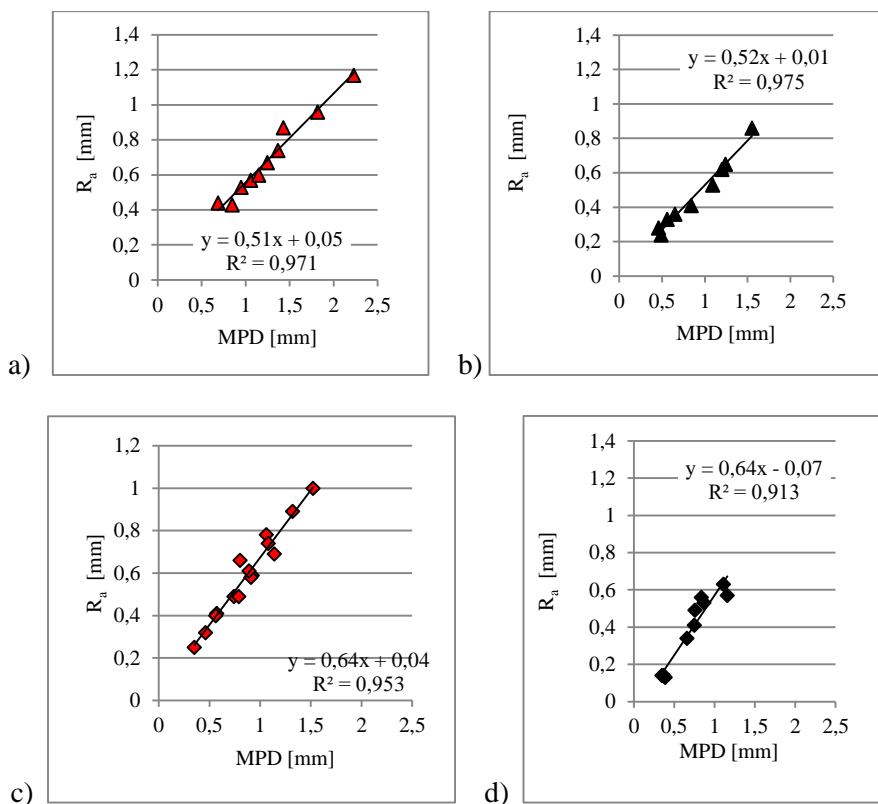 1,4
1,2
1
0,8
0,6
0,4
0,2
0
R_a [mm]
y = 0,51x + 0,05
R² = 0,971
0 0,5 1 1,5 2 2,5
MPD [mm]
a)
1,4
1,2
1
0,8
0,6
0,4
0,2
0
R_a [mm]
y = 0,52x + 0,01
R² = 0,975
0 0,5 1 1,5 2 2,5
MPD [mm]
b)
1,2
1
0,8
0,6
0,4
0,2
0
R_a [mm]
y = 0,64x + 0,04
R² = 0,953
0 0,5 1 1,5 2 2,5
MPD [mm]
c)
1,4
1,2
1
0,8
0,6
0,4
0,2
0
R_a [mm]
y = 0,64x - 0,07
R² = 0,913
0 0,5 1 1,5 2 2,5
MPD [mm]
d)